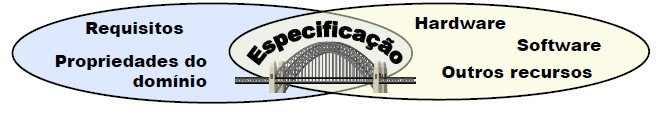 Requisitos
Propriedades do
domínio
Especificação
Hardware
Software
Outros recursos